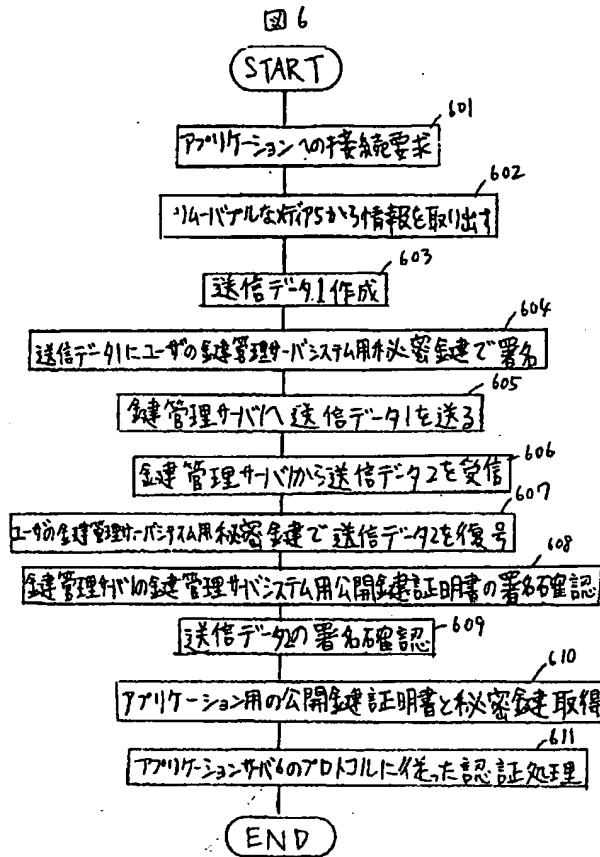 図6
START
601
アプリケーションへの接続要求
602
リムーバブルなメディア5から情報を取り出す
603
送信データ1作成
604
送信データ1にユーザの鍵管理サーバシステム用秘密鍵で署名
605
鍵管理サーバ1へ送信データ1を送る
606
鍵管理サーバ1から送信データ2を受信
607
ユーザの鍵管理サーバシステム用秘密鍵で送信データ2を復号
608
鍵管理サーバ1の鍵管理サーバシステム用公開鍵証明書の署名確認
609
送信データ2の署名確認
610
アプリケーション用の公開鍵証明書と秘密鍵取得
611
アプリケーションサーバ6のプロトコルに従った認証処理
END